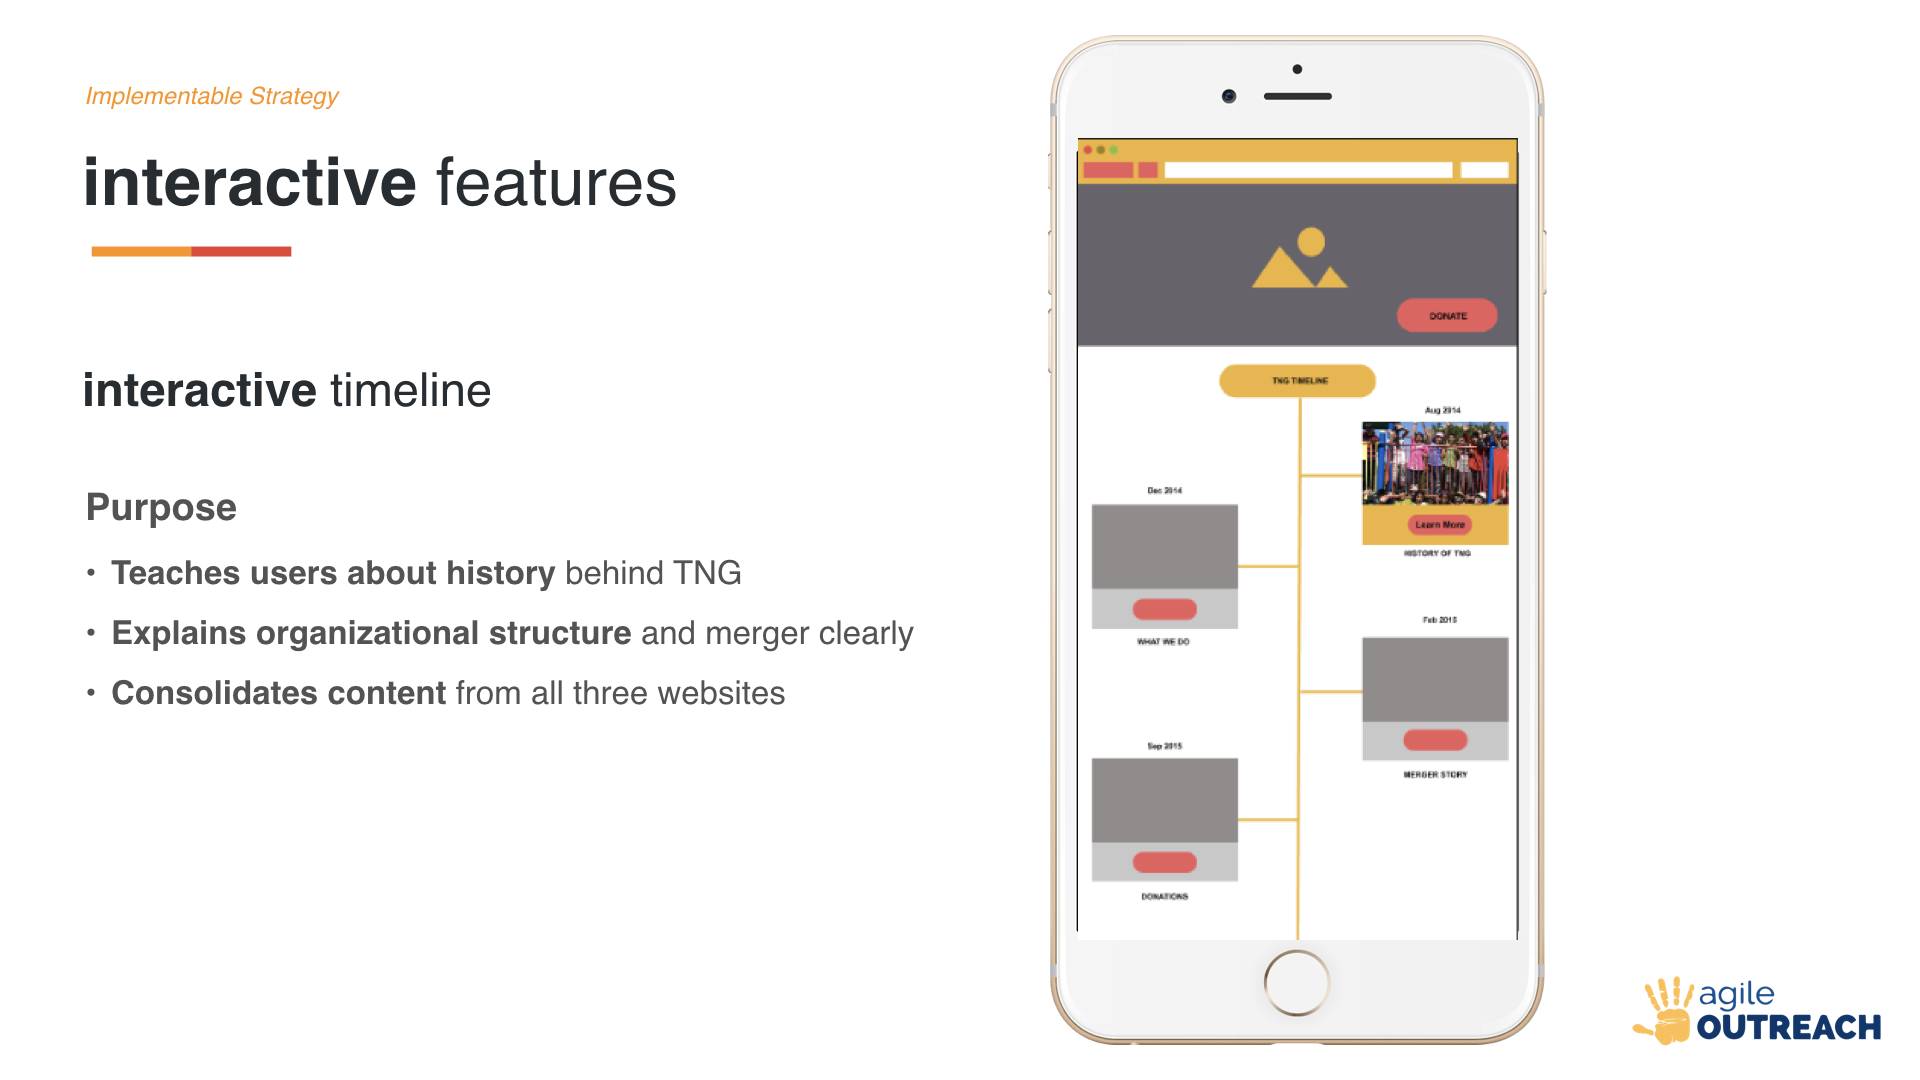 Implementable Strategy
interactive features
interactive timeline
Purpose
• Teaches users about history behind TNG
• Explains organizational structure and merger clearly
• Consolidates content from all three websites
DONATE
TNG TIMELINE
Aug 2014
Learn More
HISTORY OF TNG
Dec 2014
WHAT WE DO
Feb 2015
MERGER STORY
Sep 2015
DONATIONS
agile
OUTREACH